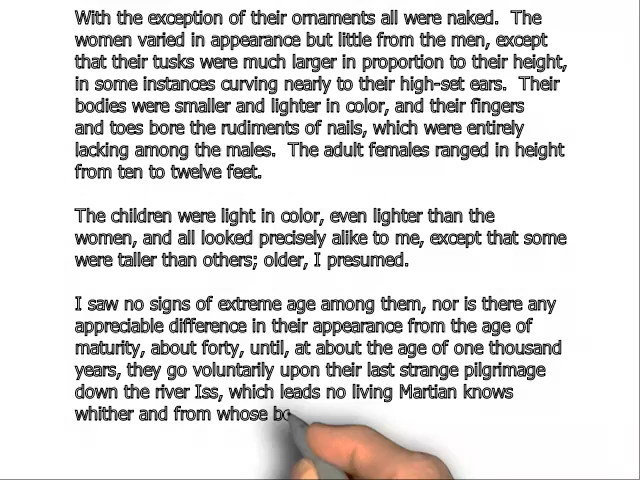 With the exception of their ornaments all were naked. The
women varied in appearance but little from the men, except
that their tusks were much larger in proportion to their height,
in some instances curving nearly to their high-set ears. Their
bodies were smaller and lighter in color, and their fingers
and toes bore the rudiments of nails, which were entirely
lacking among the males. The adult females ranged in height
from ten to twelve feet.
The children were light in color, even lighter than the
women, and all looked precisely alike to me, except that some
were taller than others; older, I presumed.
I saw no signs of extreme age among them, nor is there any
appreciable difference in their appearance from the age of
maturity, about forty, until, at about the age of one thousand
years, they go voluntarily upon their last strange pilgrimage
down the river Iss, which leads no living Martian knows
whither and from whose bo